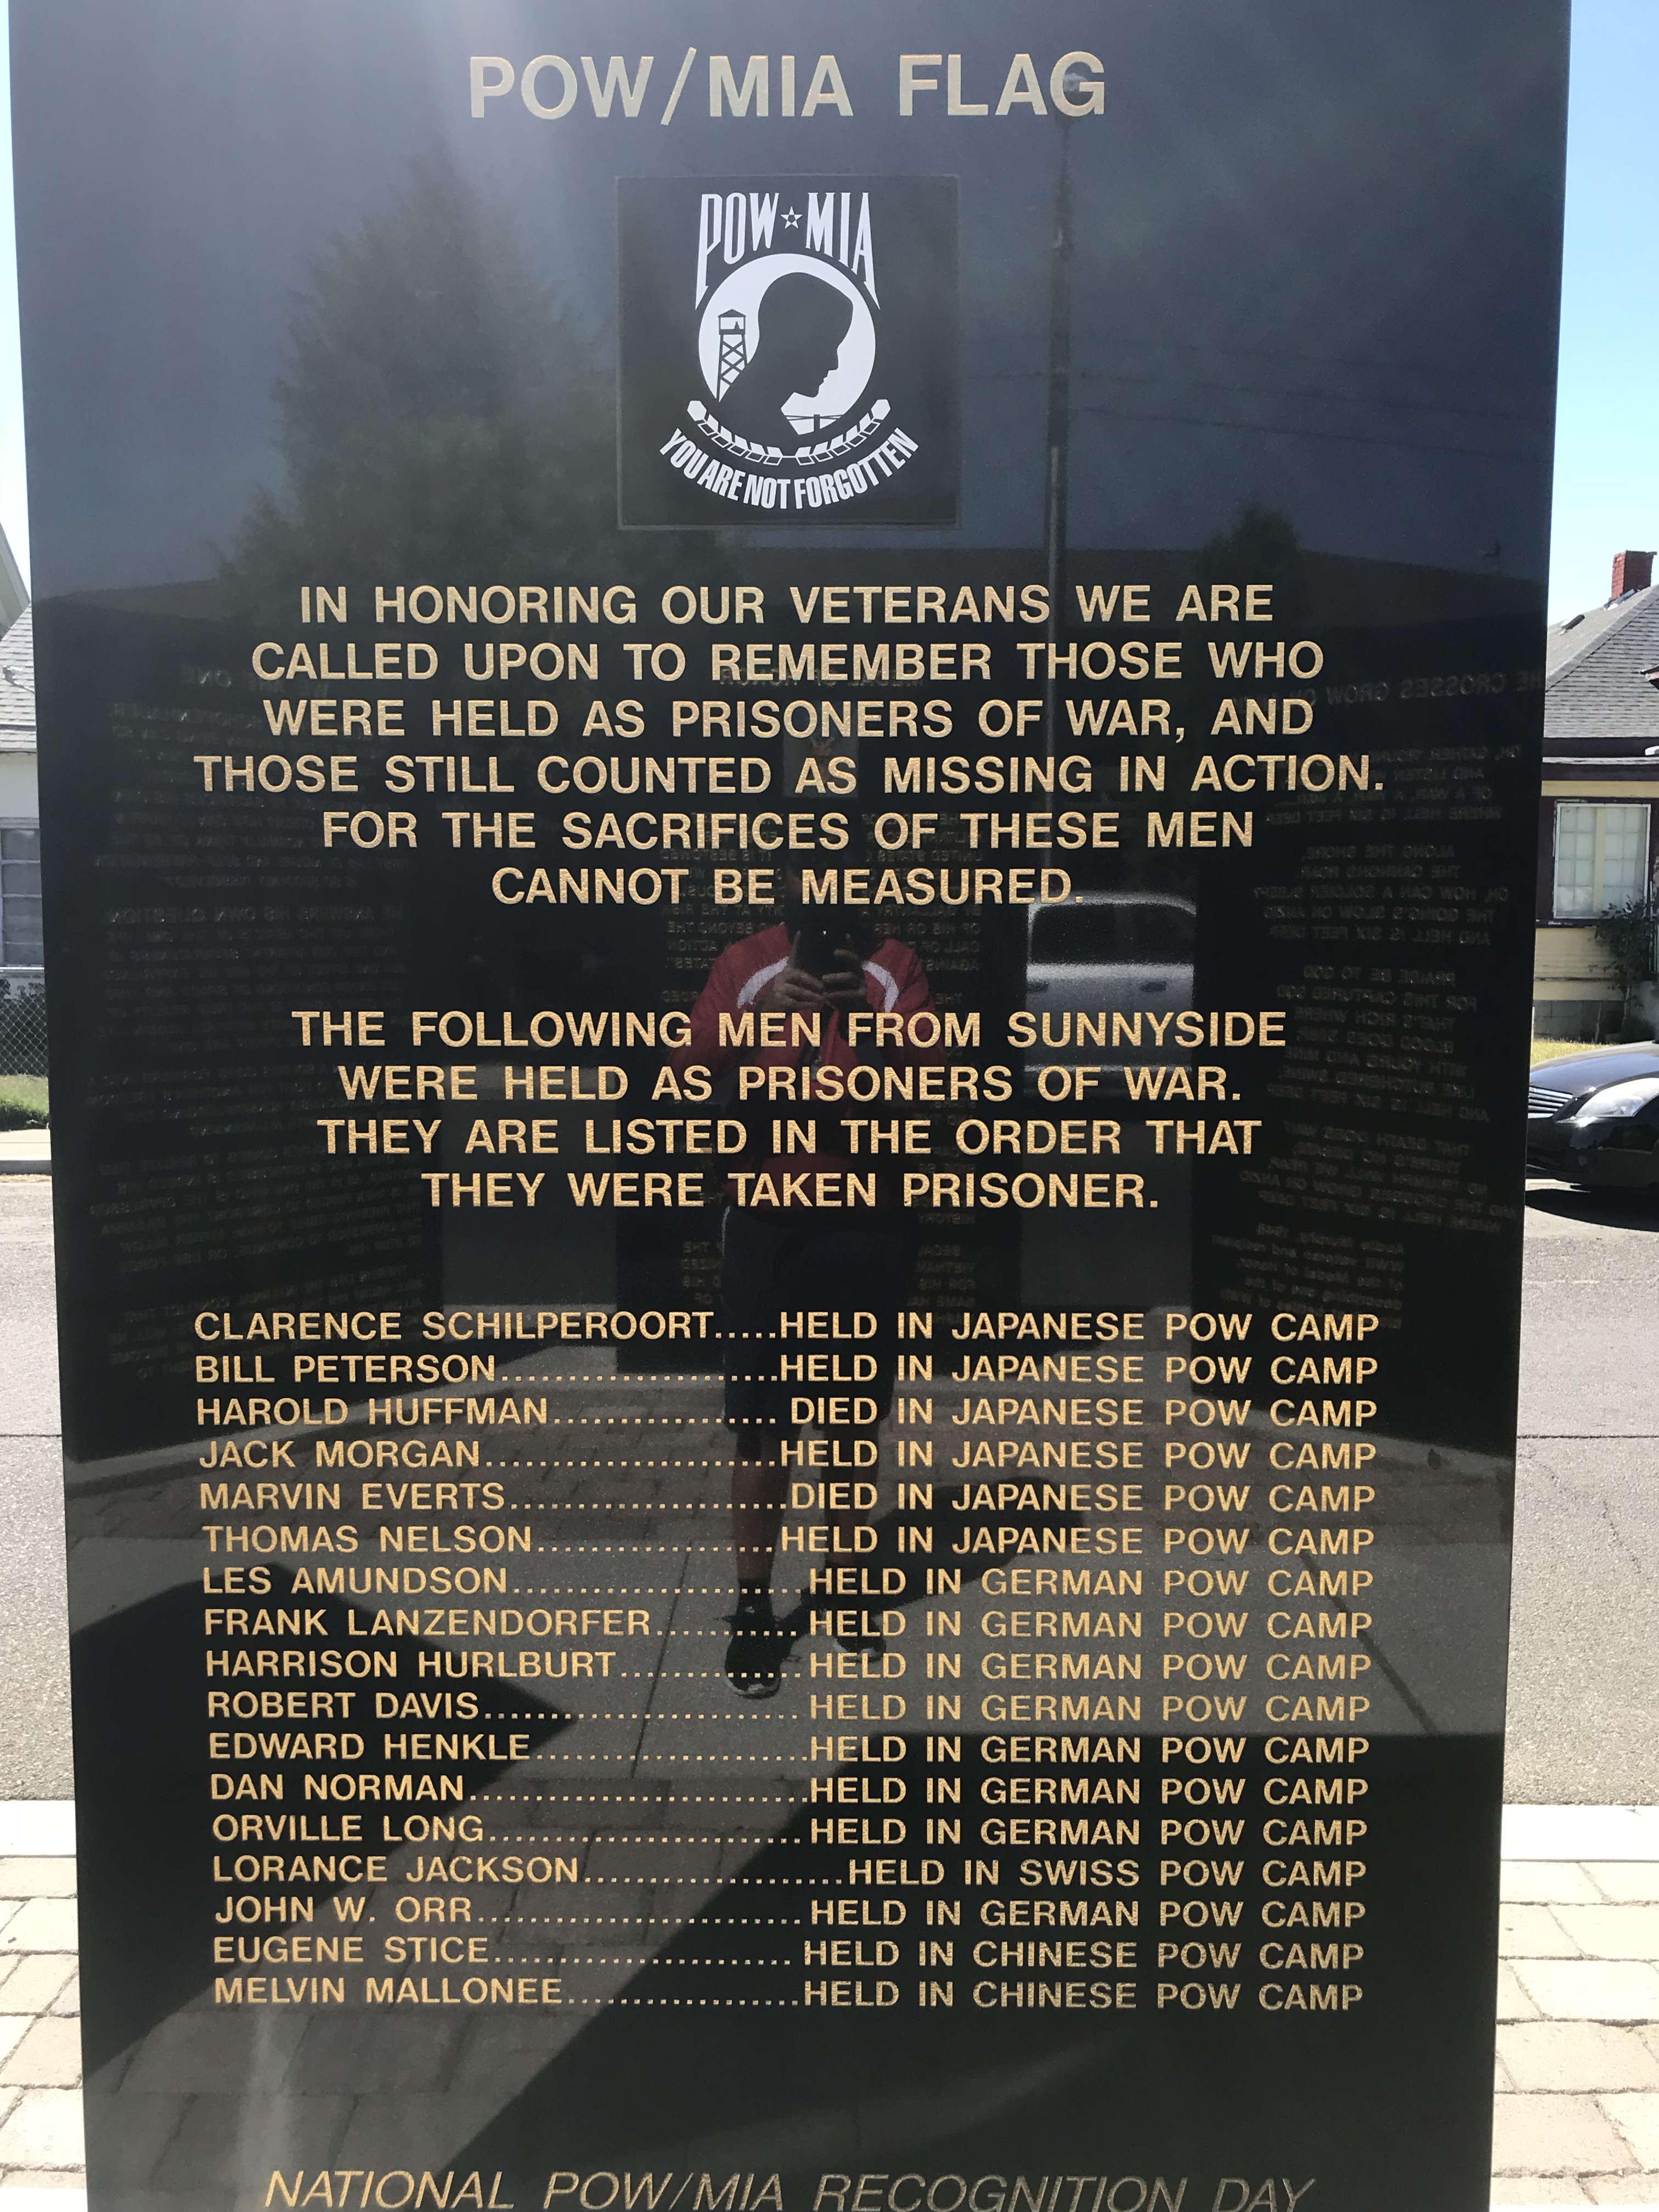 POW/MIA FLAG
POW★MIA
YOU ARE NOT FORGOTTEN
IN HONORING OUR VETERANS WE ARE
CALLED UPON TO REMEMBER THOSE WHO
WERE HELD AS PRISONERS OF WAR, AND
THOSE STILL COUNTED AS MISSING IN ACTION.
FOR THE SACRIFICES OF THESE MEN
CANNOT BE MEASURED.
THE FOLLOWING MEN FROM SUNNYSIDE
WERE HELD AS PRISONERS OF WAR.
THEY ARE LISTED IN THE ORDER THAT
THEY WERE TAKEN PRISONER.
CLARENCE SCHILPEROORT.....HELD IN JAPANESE POW CAMP
BILL PETERSON......................HELD IN JAPANESE POW CAMP
HAROLD HUFFMAN................. DIED IN JAPANESE POW CAMP
JACK MORGAN.......................HELD IN JAPANESE POW CAMP
MARVIN EVERTS.....................DIED IN JAPANESE POW CAMP
THOMAS NELSON..................HELD IN JAPANESE POW CAMP
LES AMUNDSON......................HELD IN GERMAN POW CAMP
FRANK LANZENDORFER........... HELD IN GERMAN POW CAMP
HARRISON HURLBURT..............HELD IN GERMAN POW CAMP
ROBERT DAVIS........................ HELD IN GERMAN POW CAMP
EDWARD HENKLE.....................HELD IN GERMAN POW CAMP
DAN NORMAN..........................HELD IN GERMAN POW CAMP
ORVILLE LONG........................HELD IN GERMAN POW CAMP
LORANCE JACKSON....................HELD IN SWISS POW CAMP
JOHN W. ORR.........................HELD IN GERMAN POW CAMP
EUGENE STICE....................... HELD IN CHINESE POW CAMP
MELVIN MALLONEE..................HELD IN CHINESE POW CAMP
NATIONAL POW/MIA RECOGNITION DAY